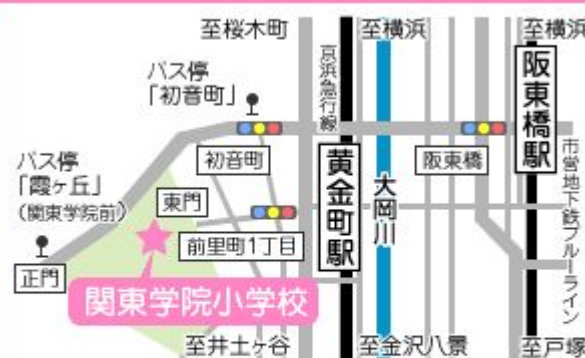 至桜木町
至横浜
至横浜
バス停
「初音町」
京浜急行線
阪東橋駅
初音町
黄金町駅
大岡川
阪東橋
市営地下鉄ブルーライン
バス停
「霞ヶ丘」
(関東学院前)
東門
前里町1丁目
正門
関東学院小学校
至井土ヶ谷
至金沢八景
至戸塚